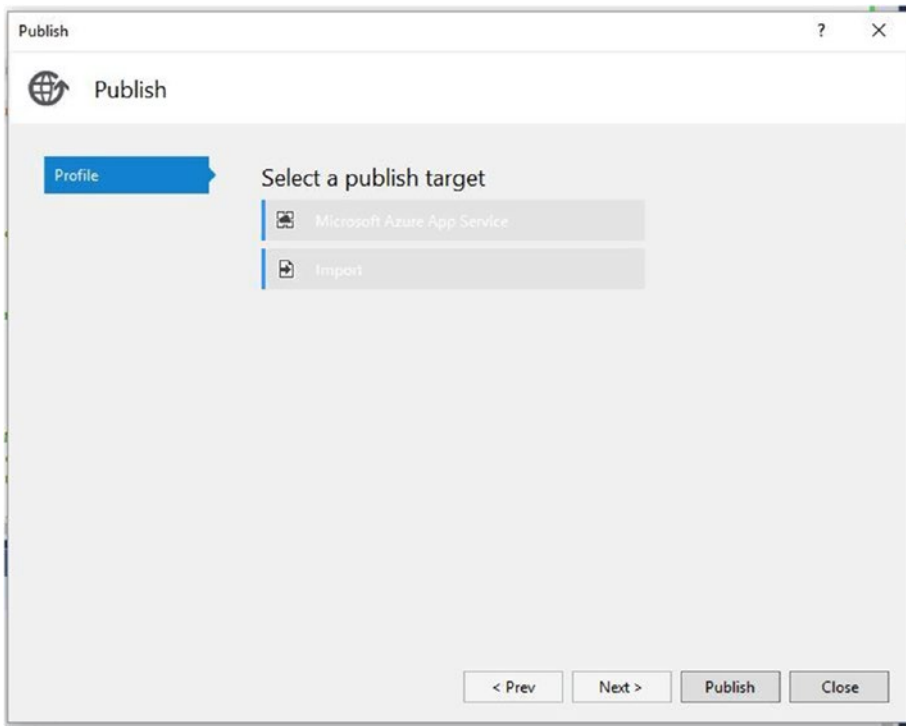 Publish
?
Publish
Profile
Select a publish target
Microsoft Azure App Service
Import
< Prev
Next >
Publish
Close